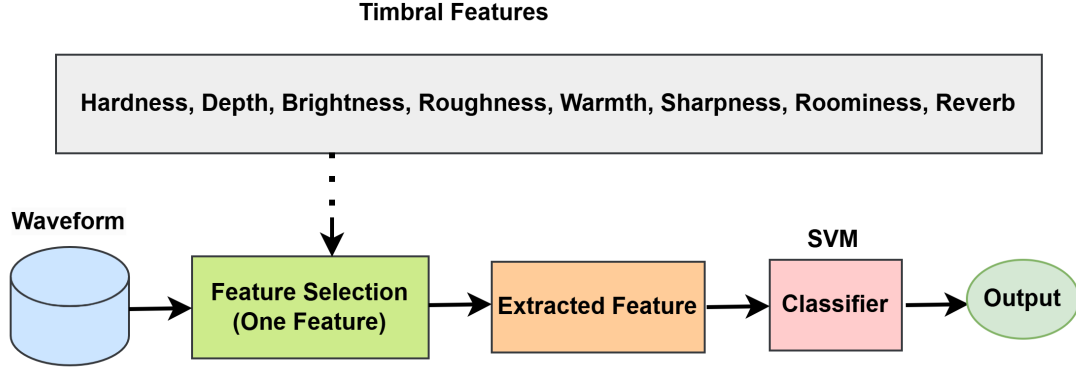 Timbral Features
Hardness, Depth, Brightness, Roughness, Warmth, Sharpness, Roominess, Reverb
Waveform
Feature Selection
(One Feature)
Extracted Feature
SVM
Classifier
Output